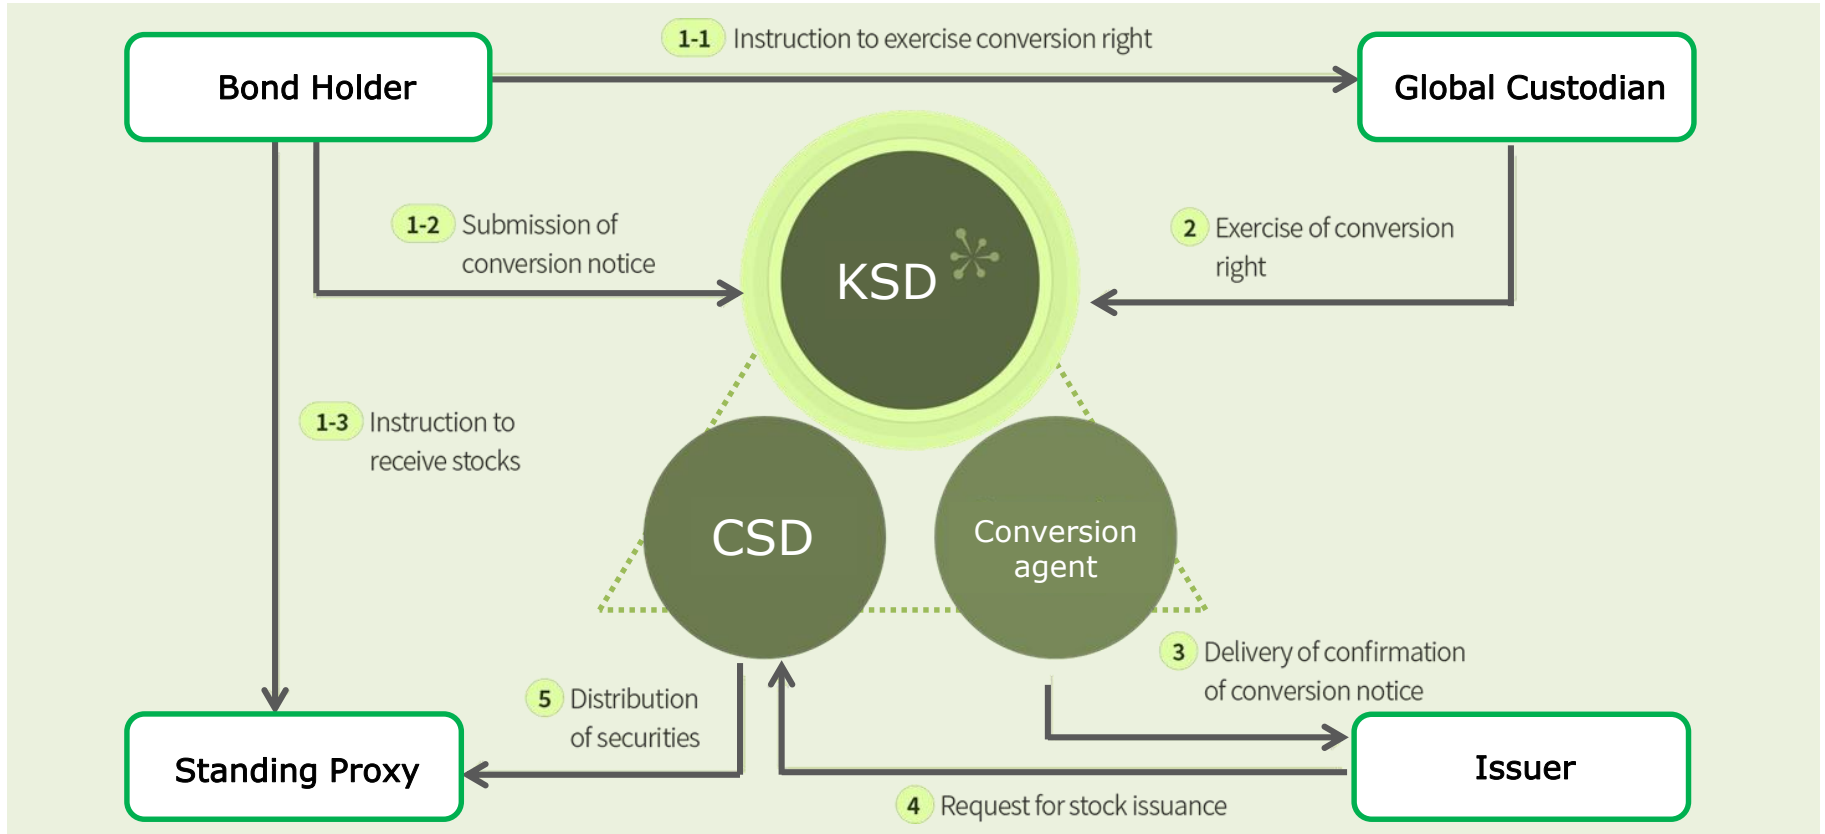 1-1 Instruction to exercise conversion right
Bond Holder
Global Custodian
1-2 Submission of
conversion notice
KSD
2 Exercise of conversion
right
1-3 Instruction to
receive stocks
CSD
Conversion
agent
3 Delivery of confirmation
of conversion notice
5 Distribution
of securities
Standing Proxy
Issuer
4 Request for stock issuance